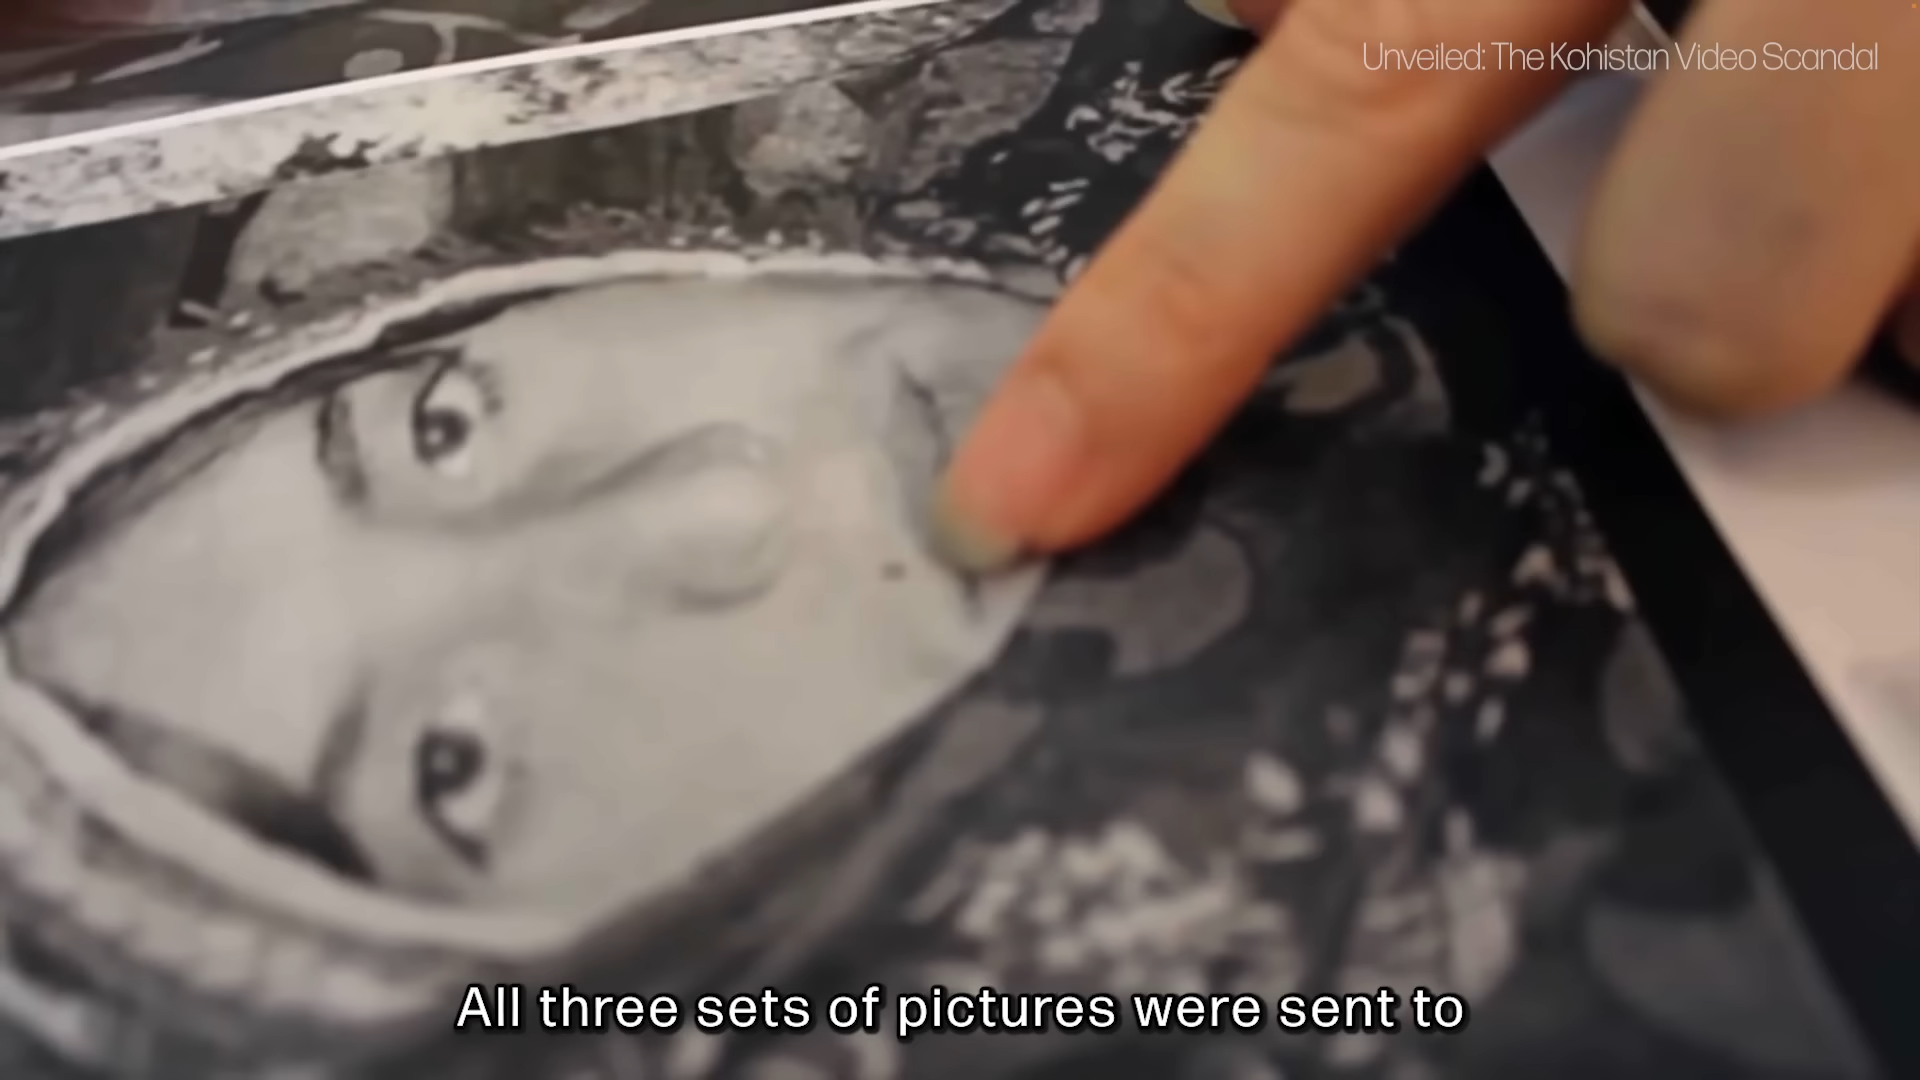 Unveiled: The Kohistan Video Scandal
All three sets of pictures were sent to